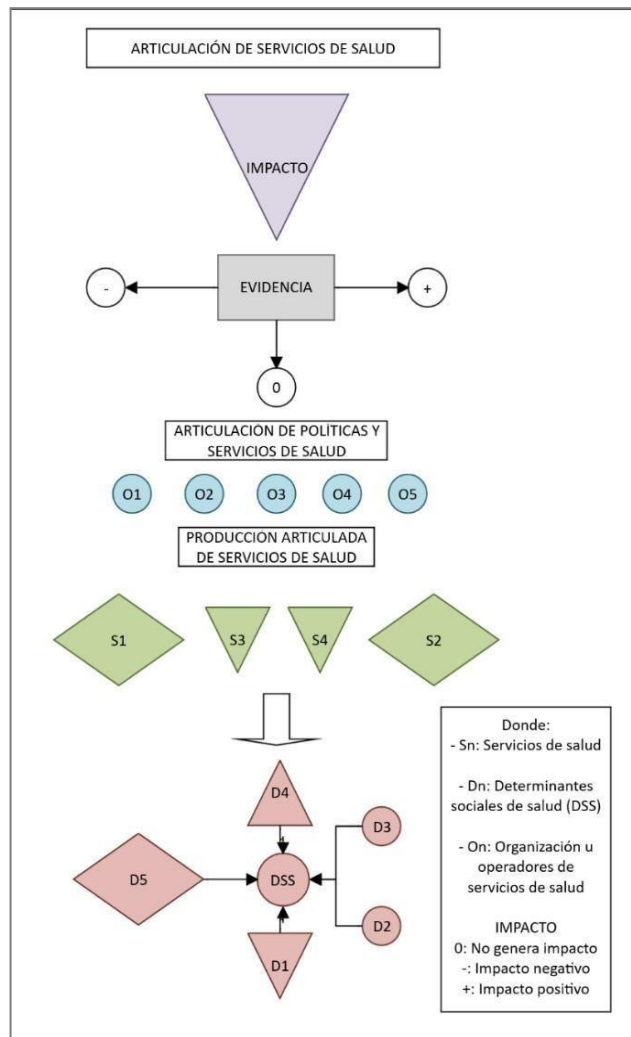 ARTICULACIÓN DE SERVICIOS DE SALUD
IMPACTO
-
EVIDENCIA
+
0
ARTICULACIÓN DE POLÍTICAS Y
SERVICIOS DE SALUD
O1
O2
O3
O4
O5
PRODUCCIÓN ARTICULADA
DE SERVICIOS DE SALUD
S1
S3
S4
S2
D4
D3
D5
DSS
D2
D1
Donde:
- Sn: Servicios de salud
- Dn: Determinantes
sociales de salud (DSS)
- On: Organización u
operadores de
servicios de salud
IMPACTO
0: No genera impacto
-: Impacto negativo
+: Impacto positivo